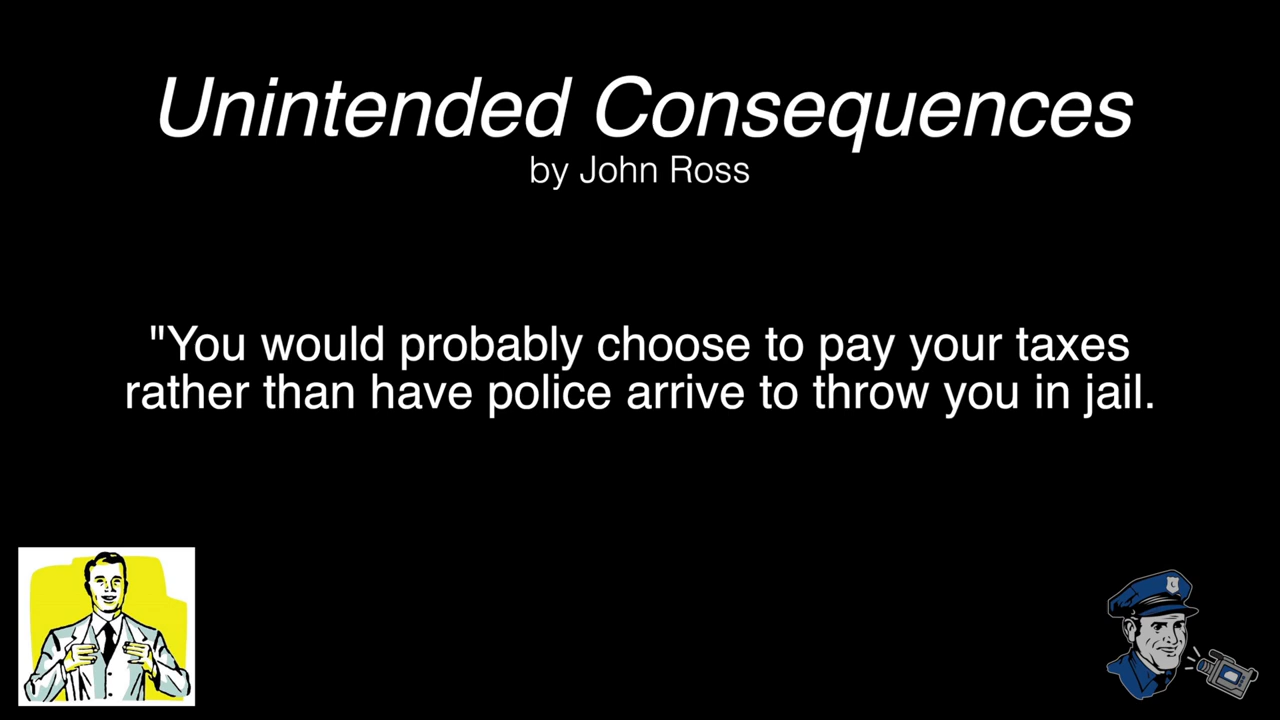 Unintended Consequences
by John Ross
"You would probably choose to pay your taxes
rather than have police arrive to throw you in jail.